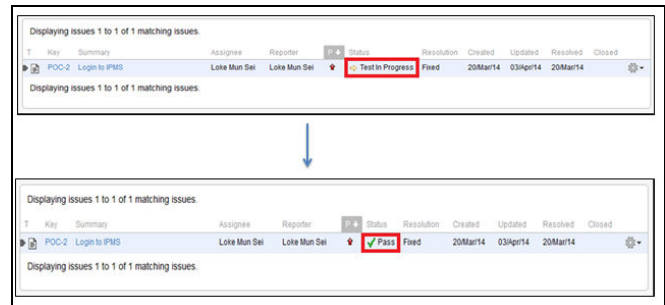 Displaying issues 1 to 1 of 1 matching issues.
T Key Summary Assignee Reporter P Status Resolution Created Updated Resolved Closed
POC-2 Login to IPMS Loke Mun Sei Loke Mun Sei Test In Progress Fixed 20/Mar/14 03/Apr/14 20/Mar/14
Displaying issues 1 to 1 of 1 matching issues.
Displaying issues 1 to 1 of 1 matching issues.
T Key Summary Assignee Reporter P Status Resolution Created Updated Resolved Closed
POC-2 Login to IPMS Loke Mun Sei Loke Mun Sei Pass Fixed 20/Mar/14 03/Apr/14 20/Mar/14
Displaying issues 1 to 1 of 1 matching issues.